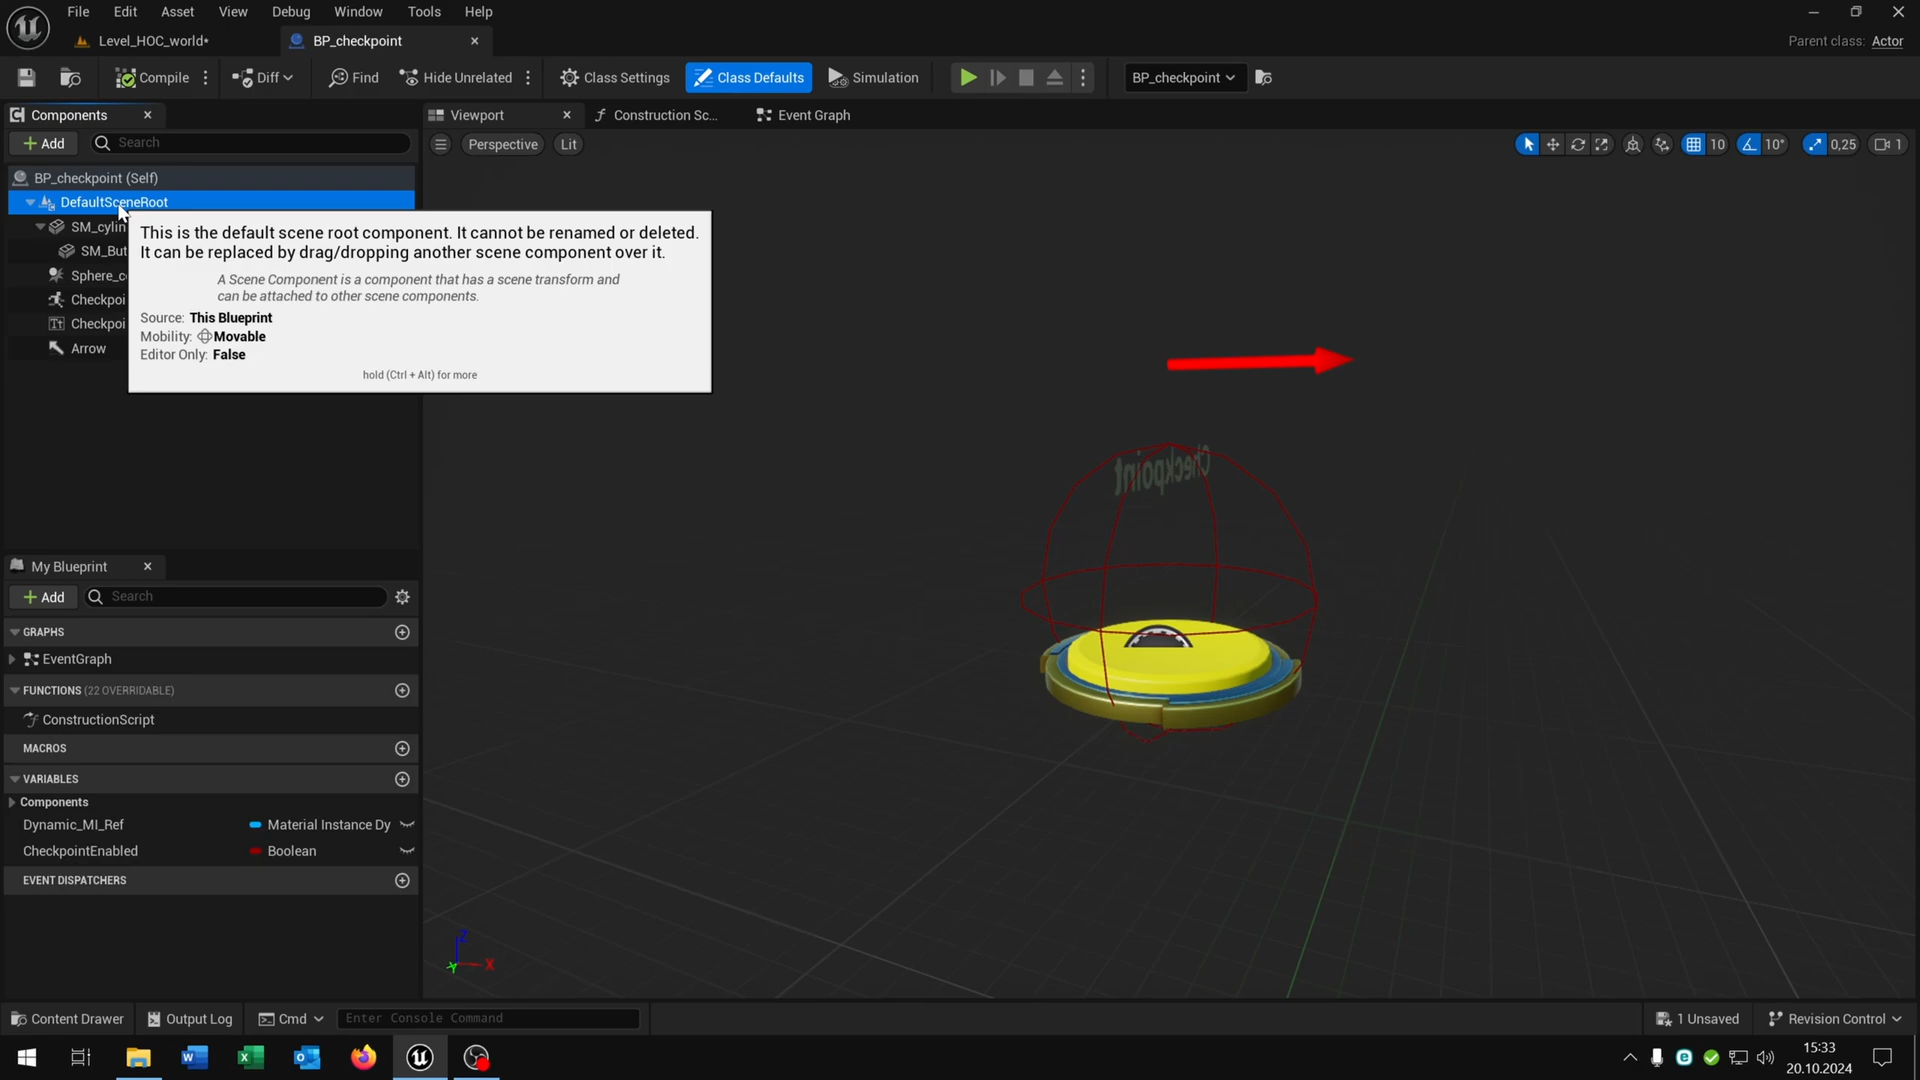 File Edit Asset View Debug Window Tools Help
Level_HOC_world*
BP_checkpoint
Parent class: Actor
Compile
Diff
Find
Hide Unrelated
Class Settings
Class Defaults
Simulation
BP_checkpoint
Components
Viewport
Construction Sc...
Event Graph
Add
Search
Perspective
Lit
10
10°
0,25
1
BP_checkpoint (Self)
DefaultSceneRoot
SM_cylin
SM_But
Sphere_c
Checkpoi
Checkpoi
Arrow
This is the default scene root component. It cannot be renamed or deleted.
It can be replaced by drag/dropping another scene component over it.
A Scene Component is a component that has a scene transform and
can be attached to other scene components.
Source: This Blueprint
Mobility: Movable
Editor Only: False
hold (Ctrl + Alt) for more
Checkpoint
My Blueprint
Add
Search
GRAPHS
EventGraph
FUNCTIONS (22 OVERRIDABLE)
ConstructionScript
MACROS
VARIABLES
Components
Dynamic_MI_Ref
Material Instance Dy
CheckpointEnabled
Boolean
EVENT DISPATCHERS
Z
Y
X
Content Drawer
Output Log
Cmd
Enter Console Command
1 Unsaved
Revision Control
15:33
20.10.2024